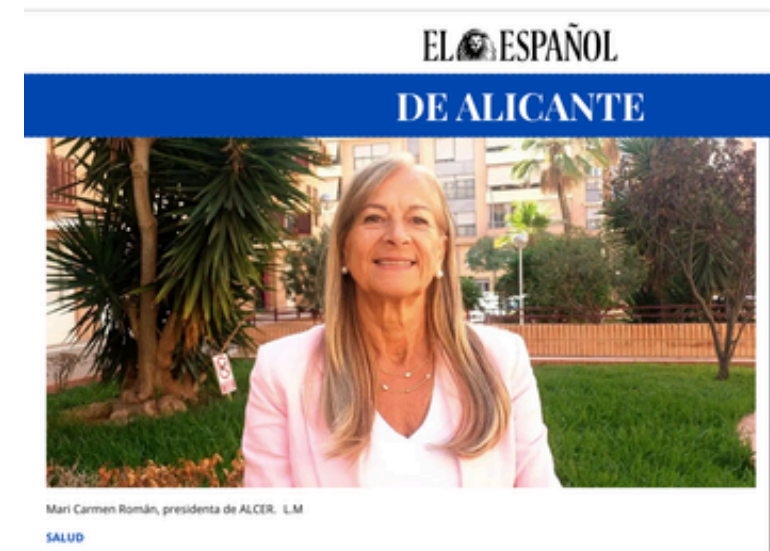 EL ESPAÑOL
DE ALICANTE
Mari Carmen Román, presidenta de ALCER. L.M
SALUD